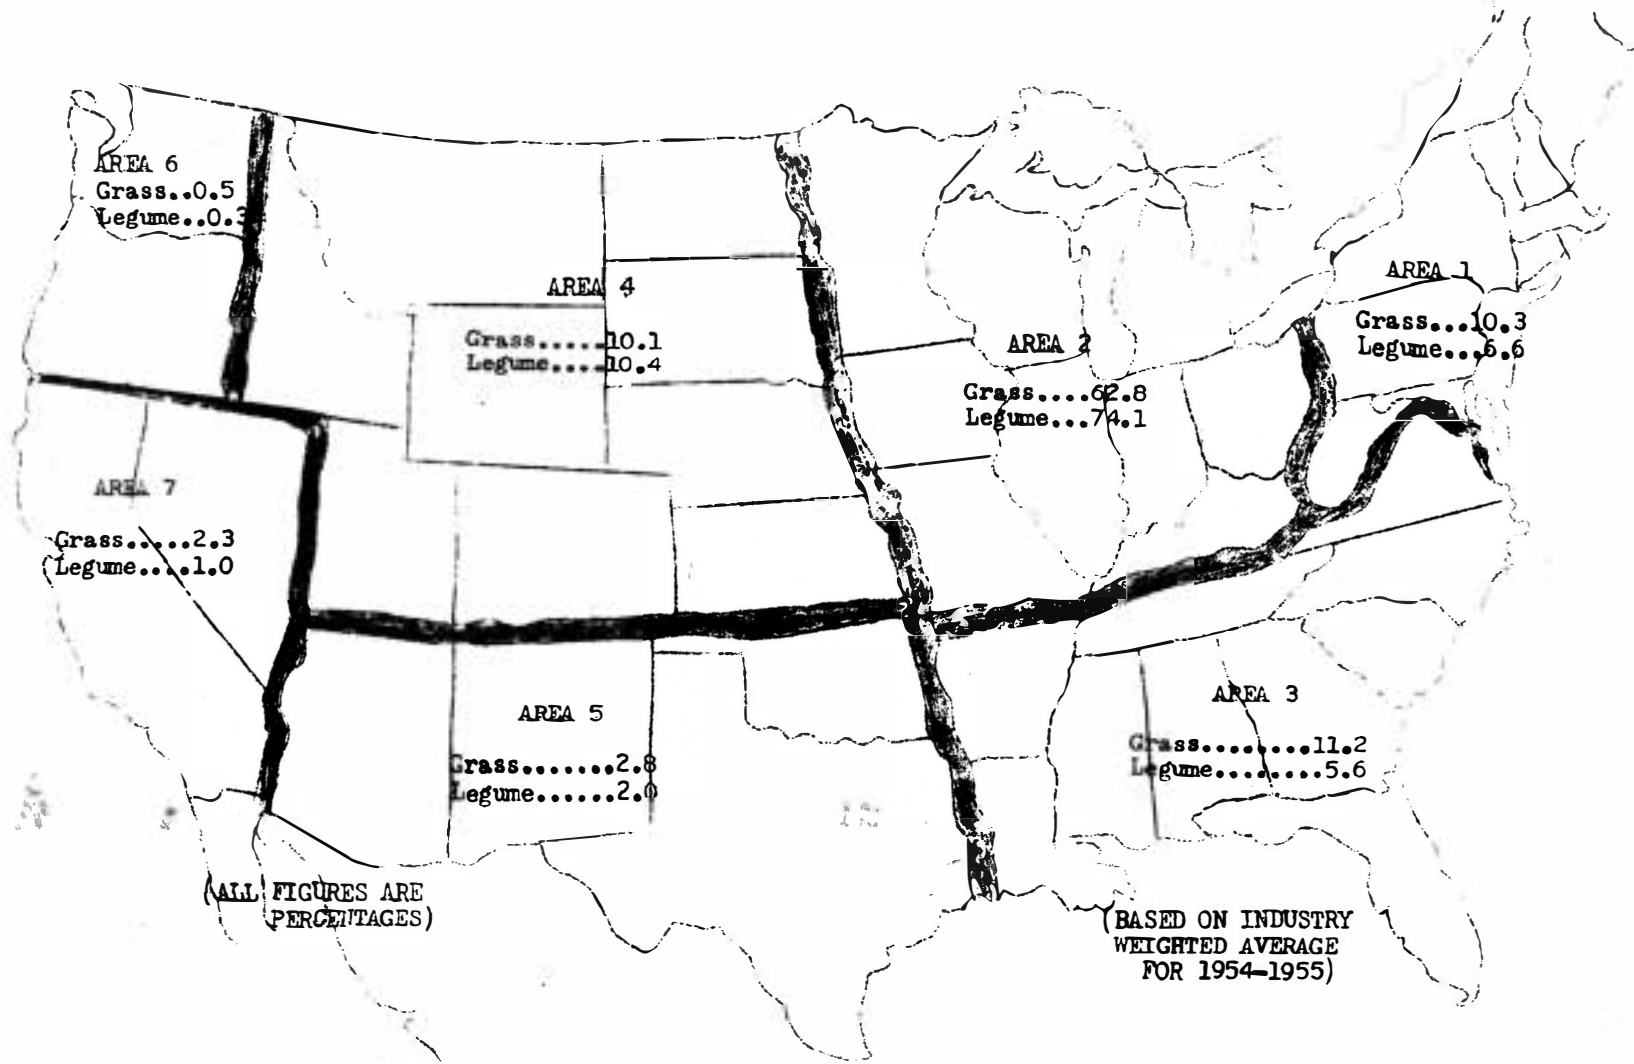 AREA 6
Grass..0.5
Legume..0.3
AREA 4
Grass.....10.1
Legume....10.4
AREA 2
Grass....62.8
Legume...74.1
AREA 1
Grass...10.3
Legume...6.6
AREA 7
Grass.....2.3
Legume....1.0
AREA 5
Grass.......2.8
Legume......2.0
AREA 3
Grass........11.2
Legume........5.6
(ALL FIGURES ARE
PERCENTAGES)
(BASED ON INDUSTRY
WEIGHTED AVERAGE
FOR 1954-1955)